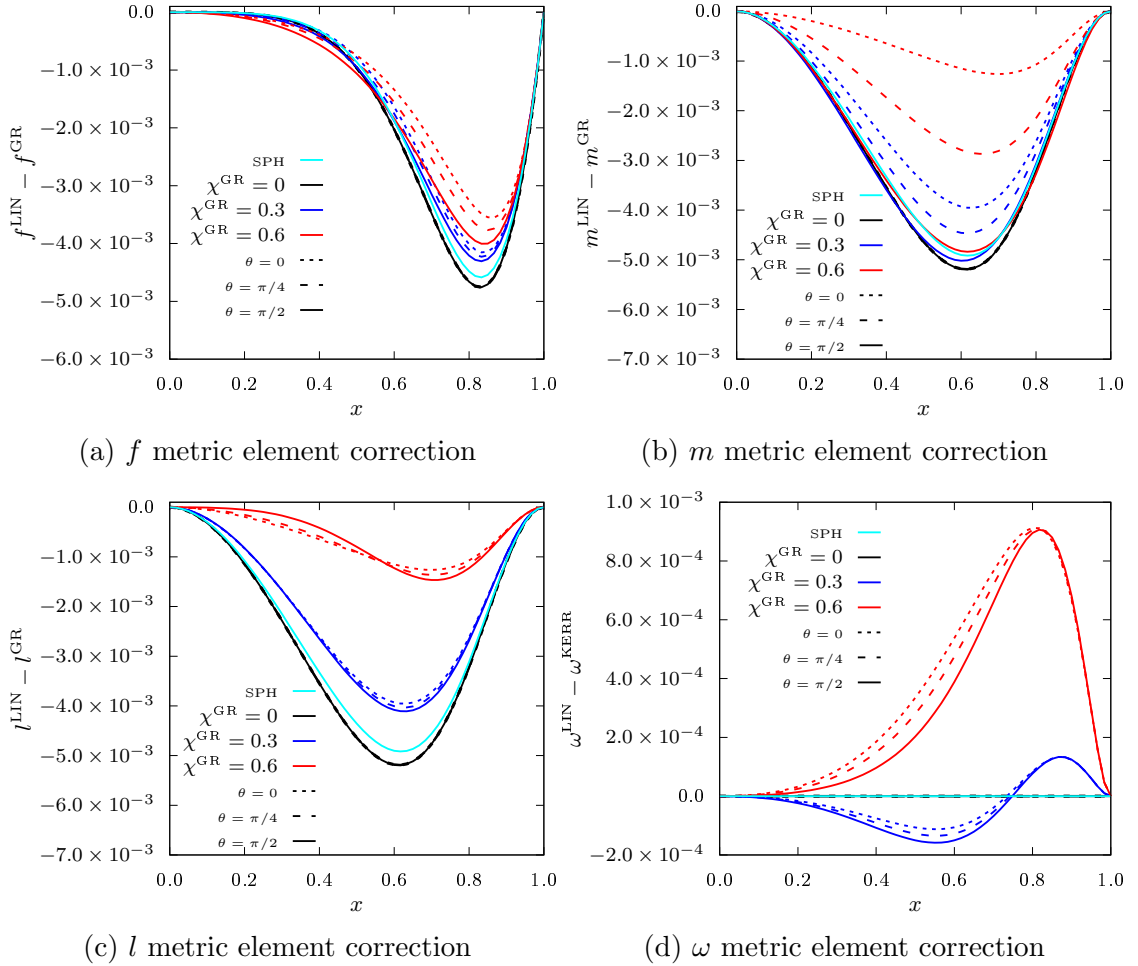 0.0
−1.0 × 10⁻³
−2.0 × 10⁻³
−3.0 × 10⁻³
−4.0 × 10⁻³
−5.0 × 10⁻³
−6.0 × 10⁻³
f^LIN − f^GR
SPH
χ^GR = 0
χ^GR = 0.3
χ^GR = 0.6
θ = 0
θ = π/4
θ = π/2
0.0 0.2 0.4 0.6 0.8 1.0
x
(a) f metric element correction
0.0
−1.0 × 10⁻³
−2.0 × 10⁻³
−3.0 × 10⁻³
−4.0 × 10⁻³
−5.0 × 10⁻³
−6.0 × 10⁻³
−7.0 × 10⁻³
m^LIN − m^GR
SPH
χ^GR = 0
χ^GR = 0.3
χ^GR = 0.6
θ = 0
θ = π/4
θ = π/2
0.0 0.2 0.4 0.6 0.8 1.0
x
(b) m metric element correction
0.0
−1.0 × 10⁻³
−2.0 × 10⁻³
−3.0 × 10⁻³
−4.0 × 10⁻³
−5.0 × 10⁻³
−6.0 × 10⁻³
−7.0 × 10⁻³
l^LIN − l^GR
SPH
χ^GR = 0
χ^GR = 0.3
χ^GR = 0.6
θ = 0
θ = π/4
θ = π/2
0.0 0.2 0.4 0.6 0.8 1.0
x
(c) l metric element correction
1.0 × 10⁻³
8.0 × 10⁻⁴
6.0 × 10⁻⁴
4.0 × 10⁻⁴
2.0 × 10⁻⁴
0.0
−2.0 × 10⁻⁴
ω^LIN − ω^KERR
SPH
χ^GR = 0
χ^GR = 0.3
χ^GR = 0.6
θ = 0
θ = π/4
θ = π/2
0.0 0.2 0.4 0.6 0.8 1.0
x
(d) ω metric element correction